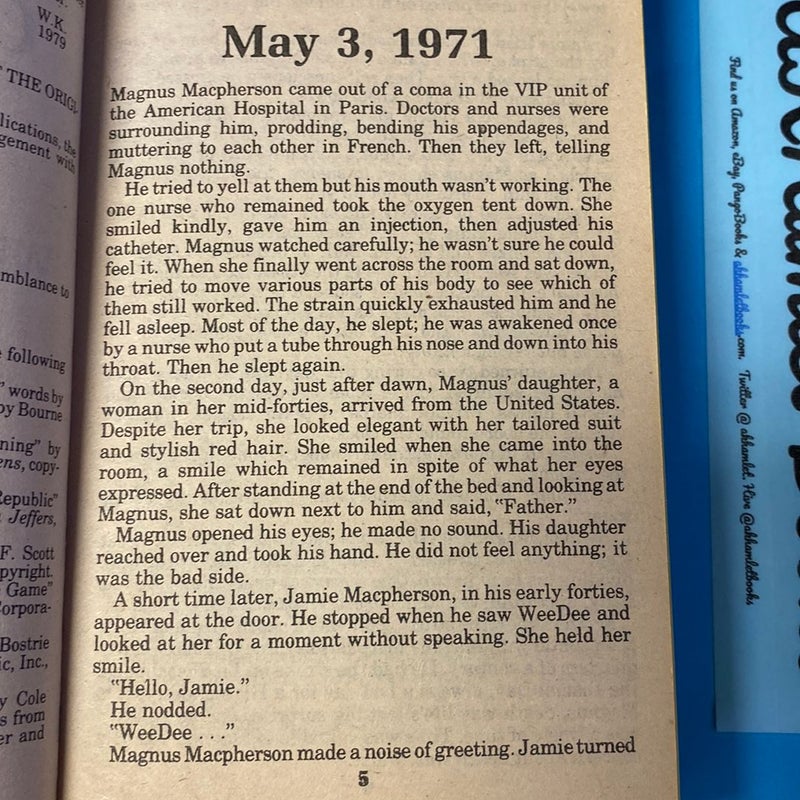 W.K.
1979
THE ORIGI
lications, the
gement with
mblance to
following
words by
by Bourne
ning" by
ens, copy-
Republic"
Jeffers,
F. Scott
pyright.
Game"
Corpora-
Bostrie
ic, Inc.,
y Cole
s from
er and
May 3, 1971
Magnus Macpherson came out of a coma in the VIP unit of
the American Hospital in Paris. Doctors and nurses were
surrounding him, prodding, bending his appendages, and
muttering to each other in French. Then they left, telling
Magnus nothing.
He tried to yell at them but his mouth wasn't working. The
one nurse who remained took the oxygen tent down. She
smiled kindly, gave him an injection, then adjusted his
catheter. Magnus watched carefully; he wasn't sure he could
feel it. When she finally went across the room and sat down,
he tried to move various parts of his body to see which of
them still worked. The strain quickly exhausted him and he
fell asleep. Most of the day, he slept; he was awakened once
by a nurse who put a tube through his nose and down into his
throat. Then he slept again.
On the second day, just after dawn, Magnus' daughter, a
woman in her mid-forties, arrived from the United States.
Despite her trip, she looked elegant with her tailored suit
and stylish red hair. She smiled when she came into the
room, a smile which remained in spite of what her eyes
expressed. After standing at the end of the bed and looking at
Magnus, she sat down next to him and said, "Father."
Magnus opened his eyes; he made no sound. His daughter
reached over and took his hand. He did not feel anything; it
was the bad side.
A short time later, Jamie Macpherson, in his early forties,
appeared at the door. He stopped when he saw WeeDee and
looked at her for a moment without speaking. She held her
smile.
"Hello, Jamie."
He nodded.
"WeeDee . . ."
Magnus Macpherson made a noise of greeting. Jamie turned
5
Find us on Amazon, eBay, PangoBooks & abhamletbooks.com. Twitter @ abhamlet. Hive @abhamletbooks